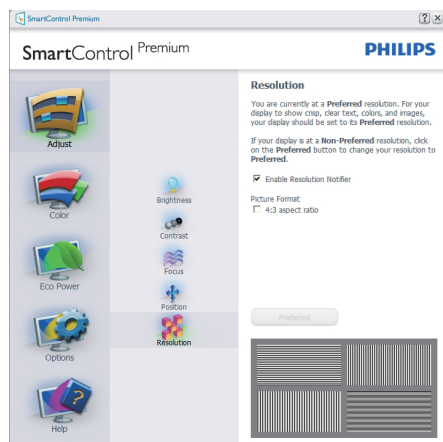 SmartControl Premium
SmartControl Premium
PHILIPS
Adjust
Color
Eco Power
Options
Help
Brightness
Contrast
Focus
Position
Resolution
Resolution
You are currently at a Preferred resolution. For your
display to show crisp, clear text, colors, and images,
your display should be set to its Preferred resolution.
If your display is at a Non-Preferred resolution, click
on the Preferred button to change your resolution to
Preferred.
Enable Resolution Notifier
Picture Format
4:3 aspect ratio
Preferred